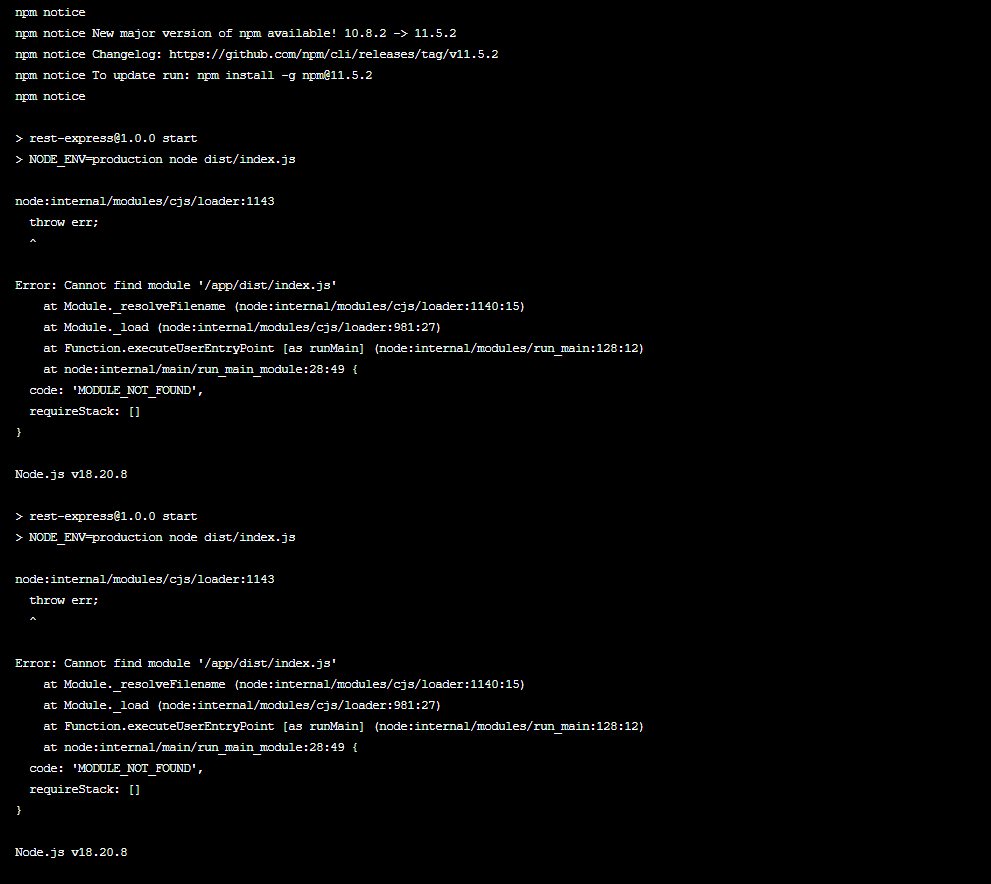 npm notice
npm notice New major version of npm available! 10.8.2 -> 11.5.2
npm notice Changelog: https://github.com/npm/cli/releases/tag/v11.5.2
npm notice To update run: npm install -g npm@11.5.2
npm notice
> rest-express@1.0.0 start
> NODE_ENV=production node dist/index.js
node:internal/modules/cjs/loader:1143
  throw err;
  ^
Error: Cannot find module '/app/dist/index.js'
    at Module._resolveFilename (node:internal/modules/cjs/loader:1140:15)
    at Module._load (node:internal/modules/cjs/loader:981:27)
    at Function.executeUserEntryPoint [as runMain] (node:internal/modules/run_main:128:12)
    at node:internal/main/run_main_module:28:49 {
  code: 'MODULE_NOT_FOUND',
  requireStack: []
}
Node.js v18.20.8
> rest-express@1.0.0 start
> NODE_ENV=production node dist/index.js
node:internal/modules/cjs/loader:1143
  throw err;
  ^
Error: Cannot find module '/app/dist/index.js'
    at Module._resolveFilename (node:internal/modules/cjs/loader:1140:15)
    at Module._load (node:internal/modules/cjs/loader:981:27)
    at Function.executeUserEntryPoint [as runMain] (node:internal/modules/run_main:128:12)
    at node:internal/main/run_main_module:28:49 {
  code: 'MODULE_NOT_FOUND',
  requireStack: []
}
Node.js v18.20.8